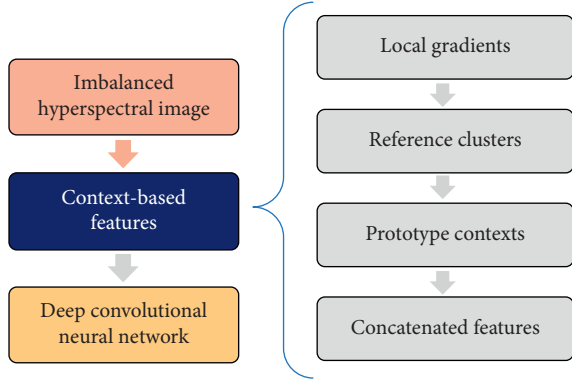 Imbalanced
hyperspectral image
Context-based
features
Deep convolutional
neural network
Local gradients
Reference clusters
Prototype contexts
Concatenated features